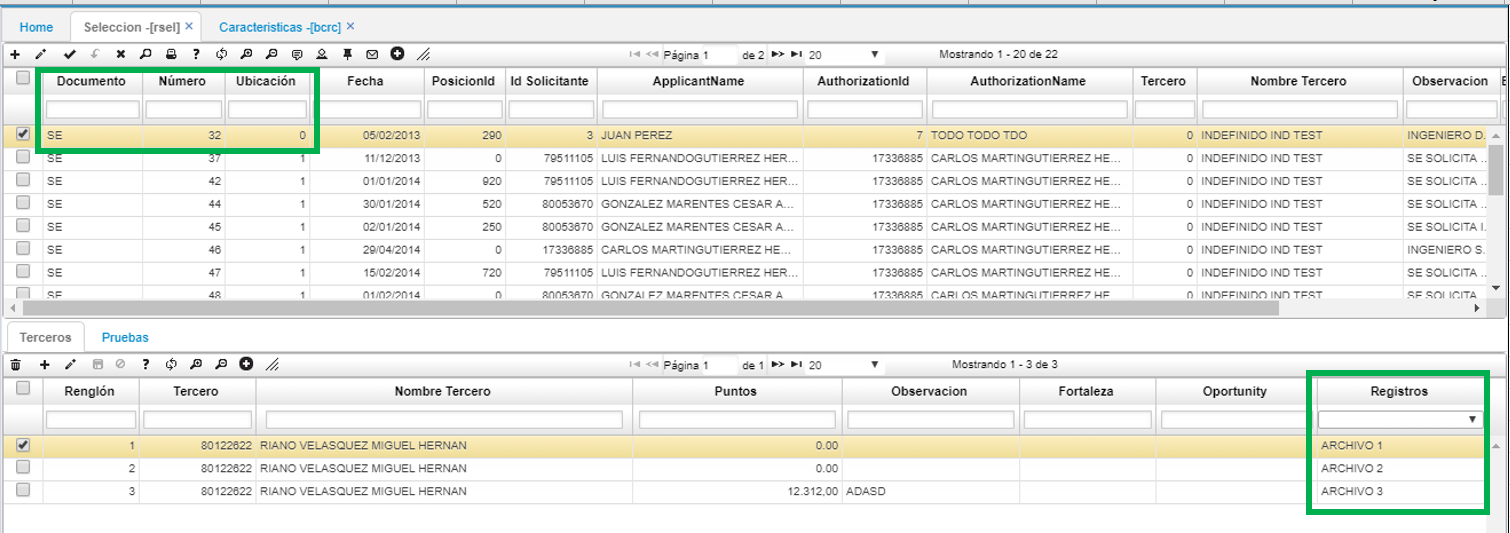 Home Seleccion -[rsel] × Caracteristicas -[bcrc] ×
Página 1 de 2 20 Mostrando 1 - 20 de 22
Documento Número Ubicación Fecha PosicionId Id Solicitante ApplicantName AuthorizationId AuthorizationName Tercero Nombre Tercero Observacion
SE 32 0 05/02/2013 290 3 JUAN PEREZ 7 TODO TODO TDO 0 INDEFINIDO IND TEST INGENIERO D...
SE 37 1 11/12/2013 0 79511105 LUIS FERNANDOGUTIERREZ HER... 17336885 CARLOS MARTINGUTIERREZ HE... 0 INDEFINIDO IND TEST SE SOLICITA ...
SE 42 1 01/01/2014 920 79511105 LUIS FERNANDOGUTIERREZ HER... 17336885 CARLOS MARTINGUTIERREZ HE... 0 INDEFINIDO IND TEST SE SOLICITA ...
SE 44 1 30/01/2014 520 80053670 GONZALEZ MARENTES CESAR A... 17336885 CARLOS MARTINGUTIERREZ HE... 0 INDEFINIDO IND TEST SE SOLICITA ...
SE 45 1 02/01/2014 250 80053670 GONZALEZ MARENTES CESAR A... 17336885 CARLOS MARTINGUTIERREZ HE... 0 INDEFINIDO IND TEST SE SOLICITA I...
SE 46 1 29/04/2014 0 17336885 CARLOS MARTINGUTIERREZ HE... 17336885 CARLOS MARTINGUTIERREZ HE... 0 INDEFINIDO IND TEST INGENIERO S...
SE 47 1 15/02/2014 720 79511105 LUIS FERNANDOGUTIERREZ HER... 17336885 CARLOS MARTINGUTIERREZ HE... 0 INDEFINIDO IND TEST SE SOLICITA ...
SE 48 1 01/02/2014 0 80053670 GONZALEZ MARENTES CESAR A 17336885 CARLOS MARTINGUTIERREZ HE 0 INDEFINIDO IND TEST SE SOLICITA
Terceros Pruebas
Página 1 de 1 20 Mostrando 1 - 3 de 3
Renglón Tercero Nombre Tercero Puntos Observacion Fortaleza Oportunity Registros
1 80122622 RIANO VELASQUEZ MIGUEL HERNAN 0.00 ARCHIVO 1
2 80122622 RIANO VELASQUEZ MIGUEL HERNAN 0.00 ARCHIVO 2
3 80122622 RIANO VELASQUEZ MIGUEL HERNAN 12.312,00 ADASD ARCHIVO 3